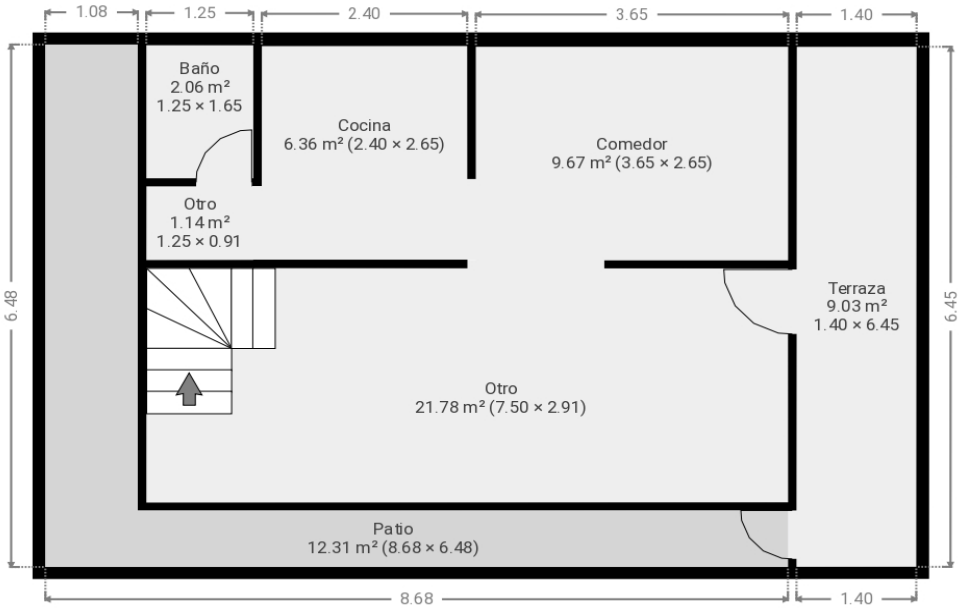 1.08
1.25
2.40
3.65
1.40
Baño
2.06 m²
1.25 × 1.65
Cocina
6.36 m² (2.40 × 2.65)
Comedor
9.67 m² (3.65 × 2.65)
Otro
1.14 m²
1.25 × 0.91
6.48
Terraza
9.03 m²
1.40 × 6.45
6.45
Otro
21.78 m² (7.50 × 2.91)
Patio
12.31 m² (8.68 × 6.48)
8.68
1.40